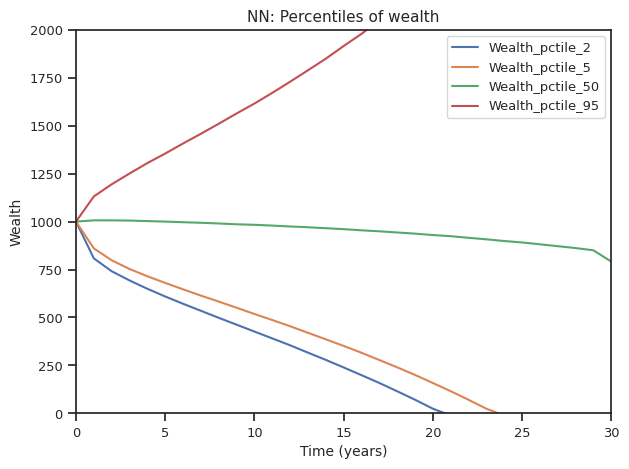 NN: Percentiles of wealth
2000
1750
1500
1250
1000
750
500
250
0
Wealth
Wealth_pctile_2
Wealth_pctile_5
Wealth_pctile_50
Wealth_pctile_95
0 5 10 15 20 25 30
Time (years)